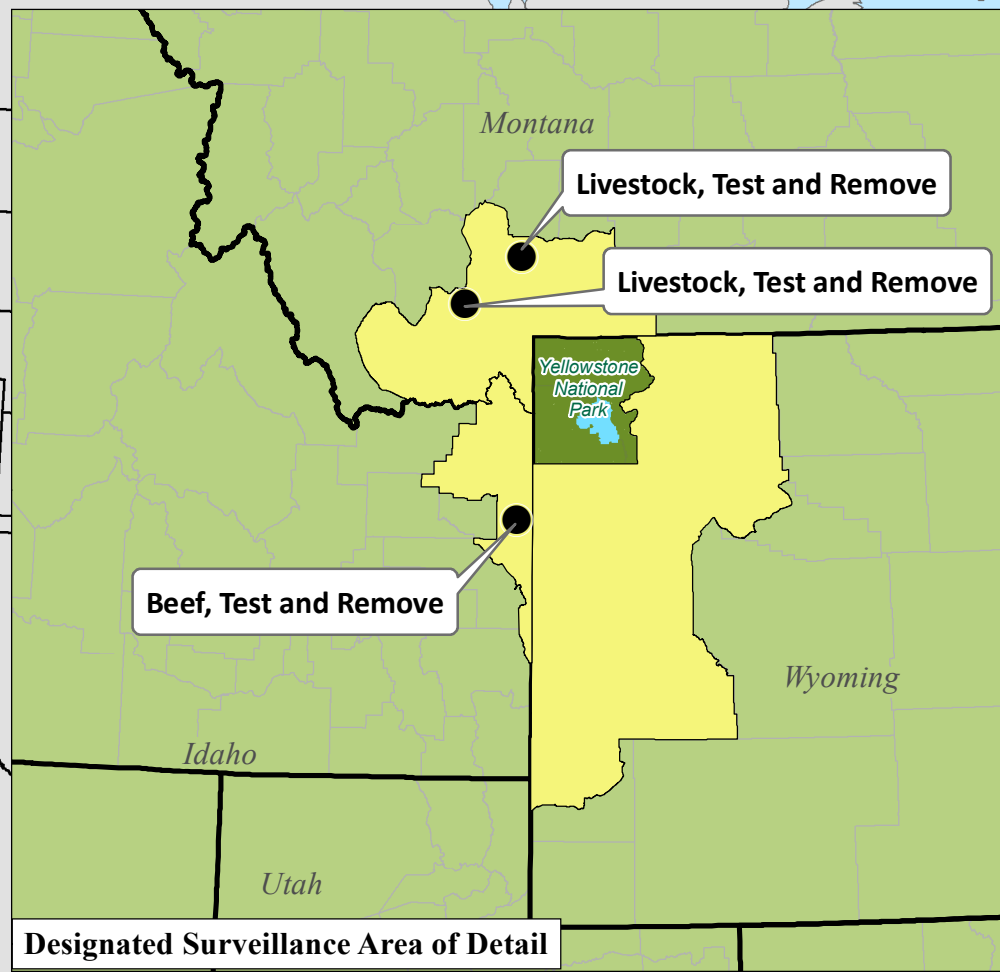 Montana
Livestock, Test and Remove
Livestock, Test and Remove
Yellowstone
National
Park
Beef, Test and Remove
Wyoming
Idaho
Utah
Designated Surveillance Area of Detail